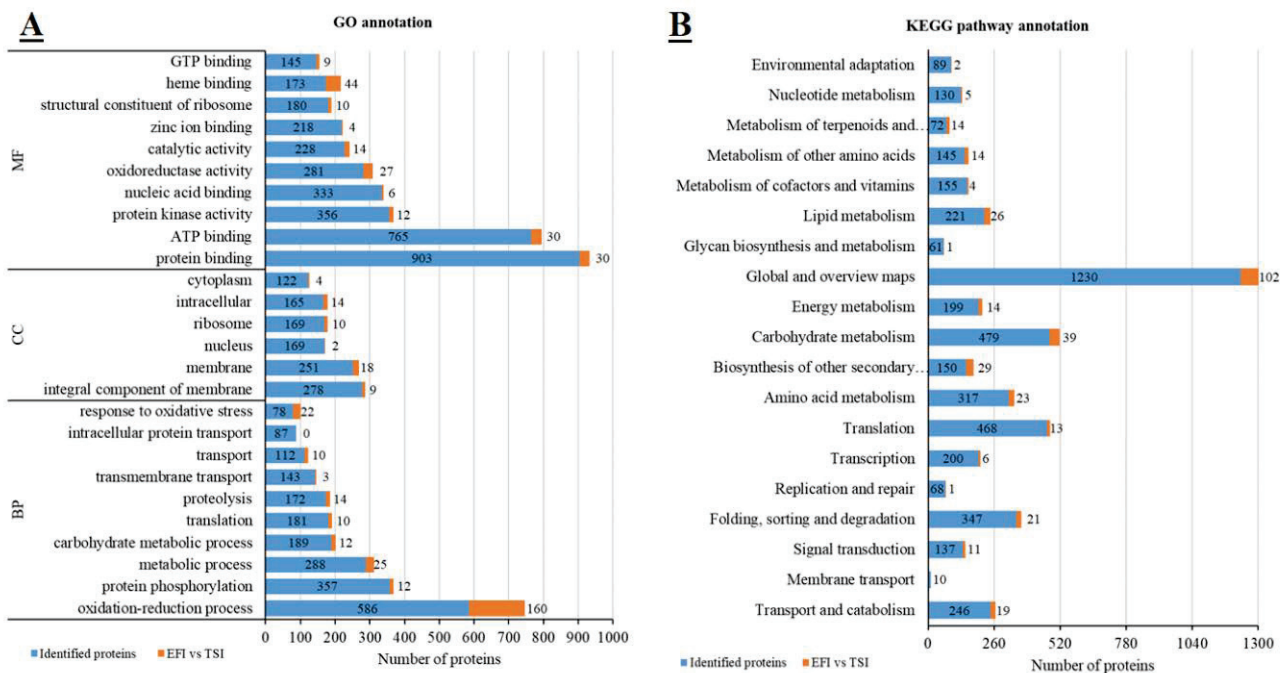 A
GO annotation
MF
GTP binding 145 9
heme binding 173 44
structural constituent of ribosome 180 10
zinc ion binding 218 4
catalytic activity 228 14
oxidoreductase activity 281 27
nucleic acid binding 333 6
protein kinase activity 356 12
ATP binding 765 30
protein binding 903 30
CC
cytoplasm 122 4
intracellular 165 14
ribosome 169 10
nucleus 169 2
membrane 251 18
integral component of membrane 278 9
BP
response to oxidative stress 78 22
intracellular protein transport 87 0
transport 112 10
transmembrane transport 143 3
proteolysis 172 14
translation 181 10
carbohydrate metabolic process 189 12
metabolic process 288 25
protein phosphorylation 357 12
oxidation-reduction process 586 160
0 100 200 300 400 500 600 700 800 900 1000
Number of proteins
Identified proteins EFI vs TSI
B
KEGG pathway annotation
Environmental adaptation 89 2
Nucleotide metabolism 130 5
Metabolism of terpenoids and... 72 14
Metabolism of other amino acids 145 14
Metabolism of cofactors and vitamins 155 4
Lipid metabolism 221 26
Glycan biosynthesis and metabolism 61 1
Global and overview maps 1230 102
Energy metabolism 199 14
Carbohydrate metabolism 479 39
Biosynthesis of other secondary... 150 29
Amino acid metabolism 317 23
Translation 468 13
Transcription 200 6
Replication and repair 68 1
Folding, sorting and degradation 347 21
Signal transduction 137 11
Membrane transport 10
Transport and catabolism 246 19
0 260 520 780 1040 1300
Number of proteins
Identified proteins EFI vs TSI